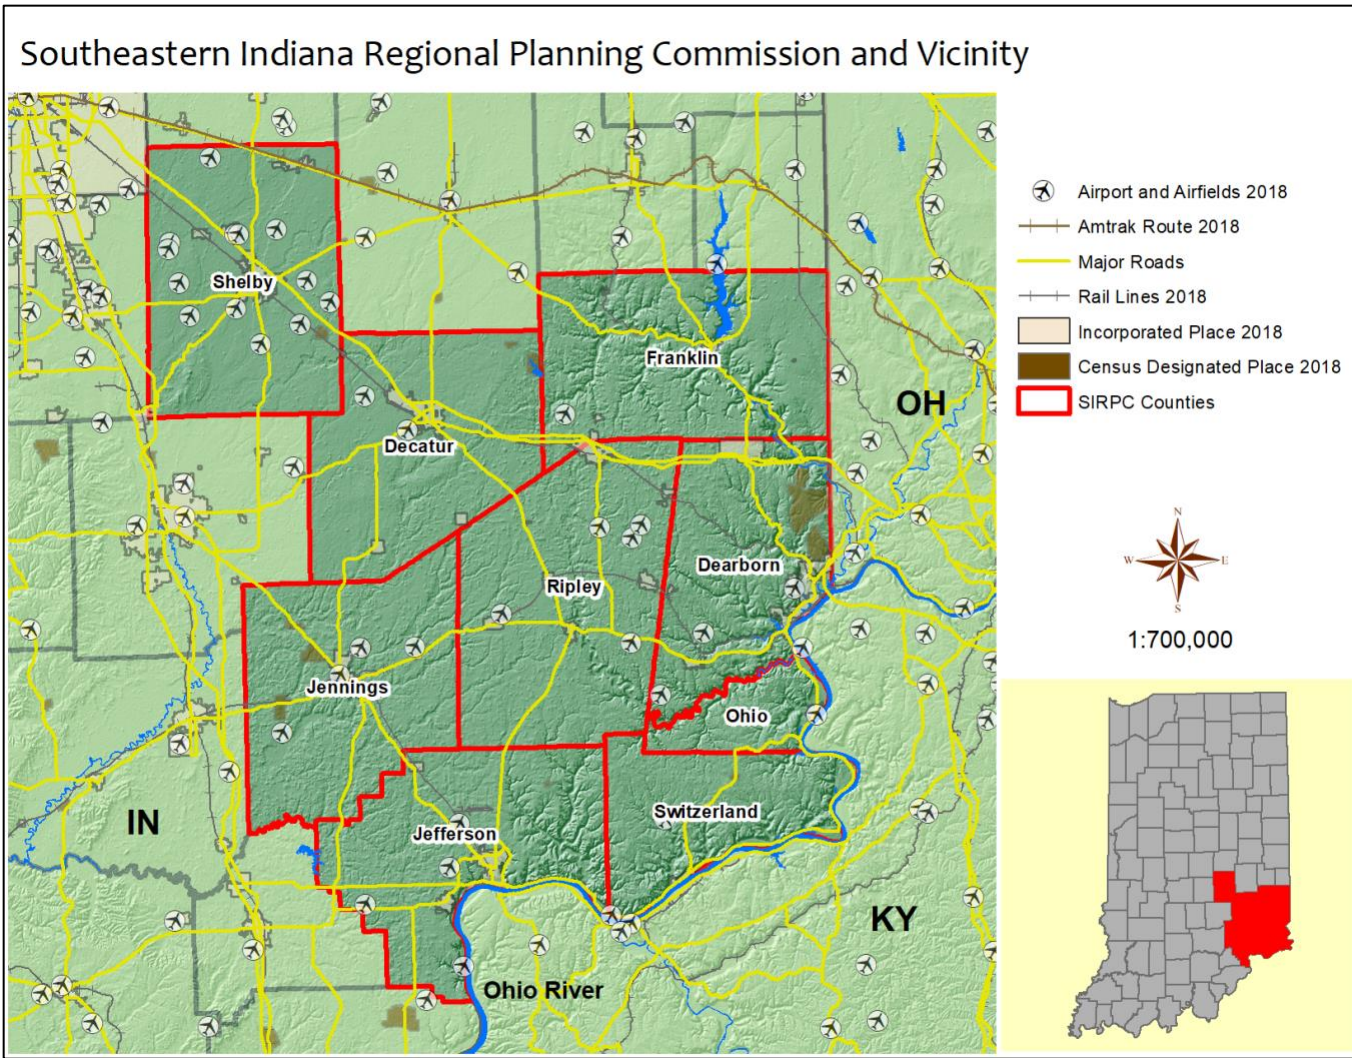 Southeastern Indiana Regional Planning Commission and Vicinity
Shelby
Franklin
OH
Decatur
Dearborn
Ripley
Jennings
Ohio
Switzerland
IN
Jefferson
KY
Ohio River
Airport and Airfields 2018
Amtrak Route 2018
Major Roads
Rail Lines 2018
Incorporated Place 2018
Census Designated Place 2018
SIRPC Counties
N
W E
S
1:700,000